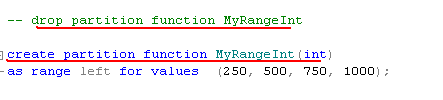 -- drop partition function MyRangeInt
create partition function MyRangeInt(int)
as range left for values  (250, 500, 750, 1000);